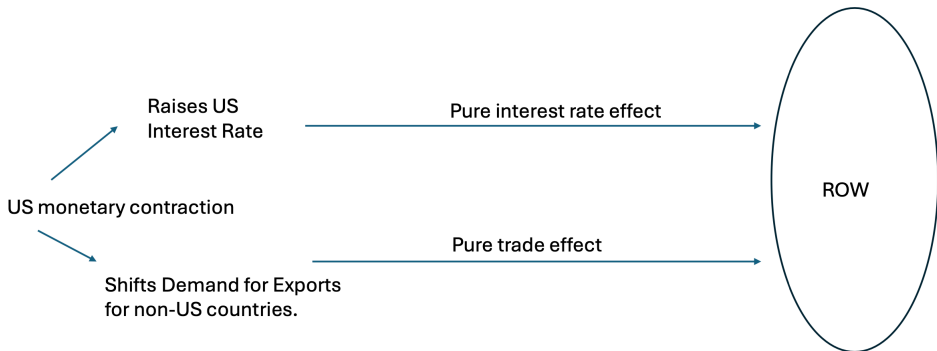 Raises US
Interest Rate
Pure interest rate effect
ROW
US monetary contraction
Pure trade effect
Shifts Demand for Exports
for non-US countries.